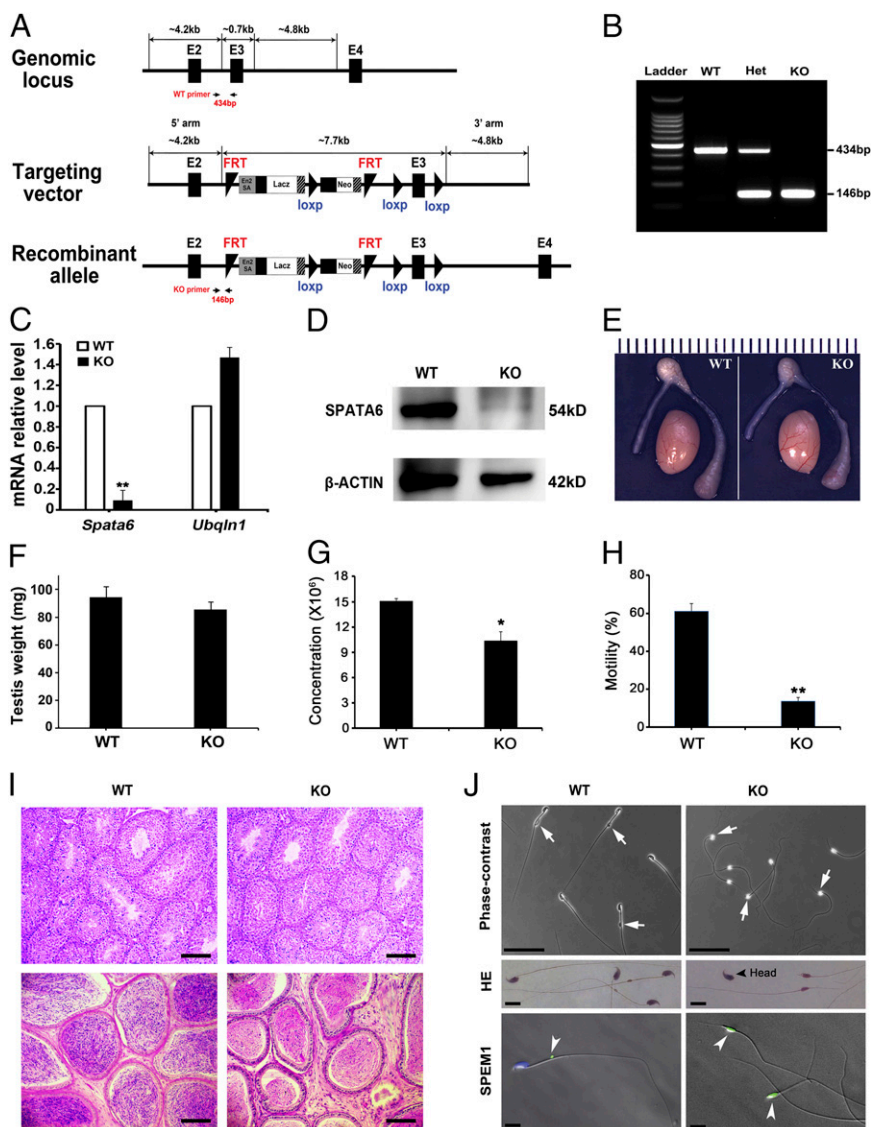 A
~4.2kb ~0.7kb ~4.8kb
E2 E3 E4
Genomic locus
WT primer
434bp
5' arm 3' arm
~4.2kb ~7.7kb ~4.8kb
E2 FRT FRT E3
Targeting vector
En2 SA Lacz Neo
loxp loxp loxp
Recombinant allele
E2 FRT FRT E3 E4
En2 SA Lacz Neo
loxp loxp loxp
KO primer
146bp
B
Ladder WT Het KO
434bp
146bp
C
mRNA relative level
WT
KO
1.6
1.4
1.2
1.0
0.8
0.6
0.4
0.2
0
**
Spata6 Ubqln1
D
WT KO
SPATA6 54kD
β-ACTIN 42kD
E
WT KO
F
Testis weight (mg)
100
80
60
40
20
0
WT KO
G
Concentration (X10⁶)
18
15
12
9
6
3
0
*
WT KO
H
Motility (%)
80
60
40
20
0
**
WT KO
I
WT KO
J
WT KO
Phase-contrast
HE
Head
SPEM1